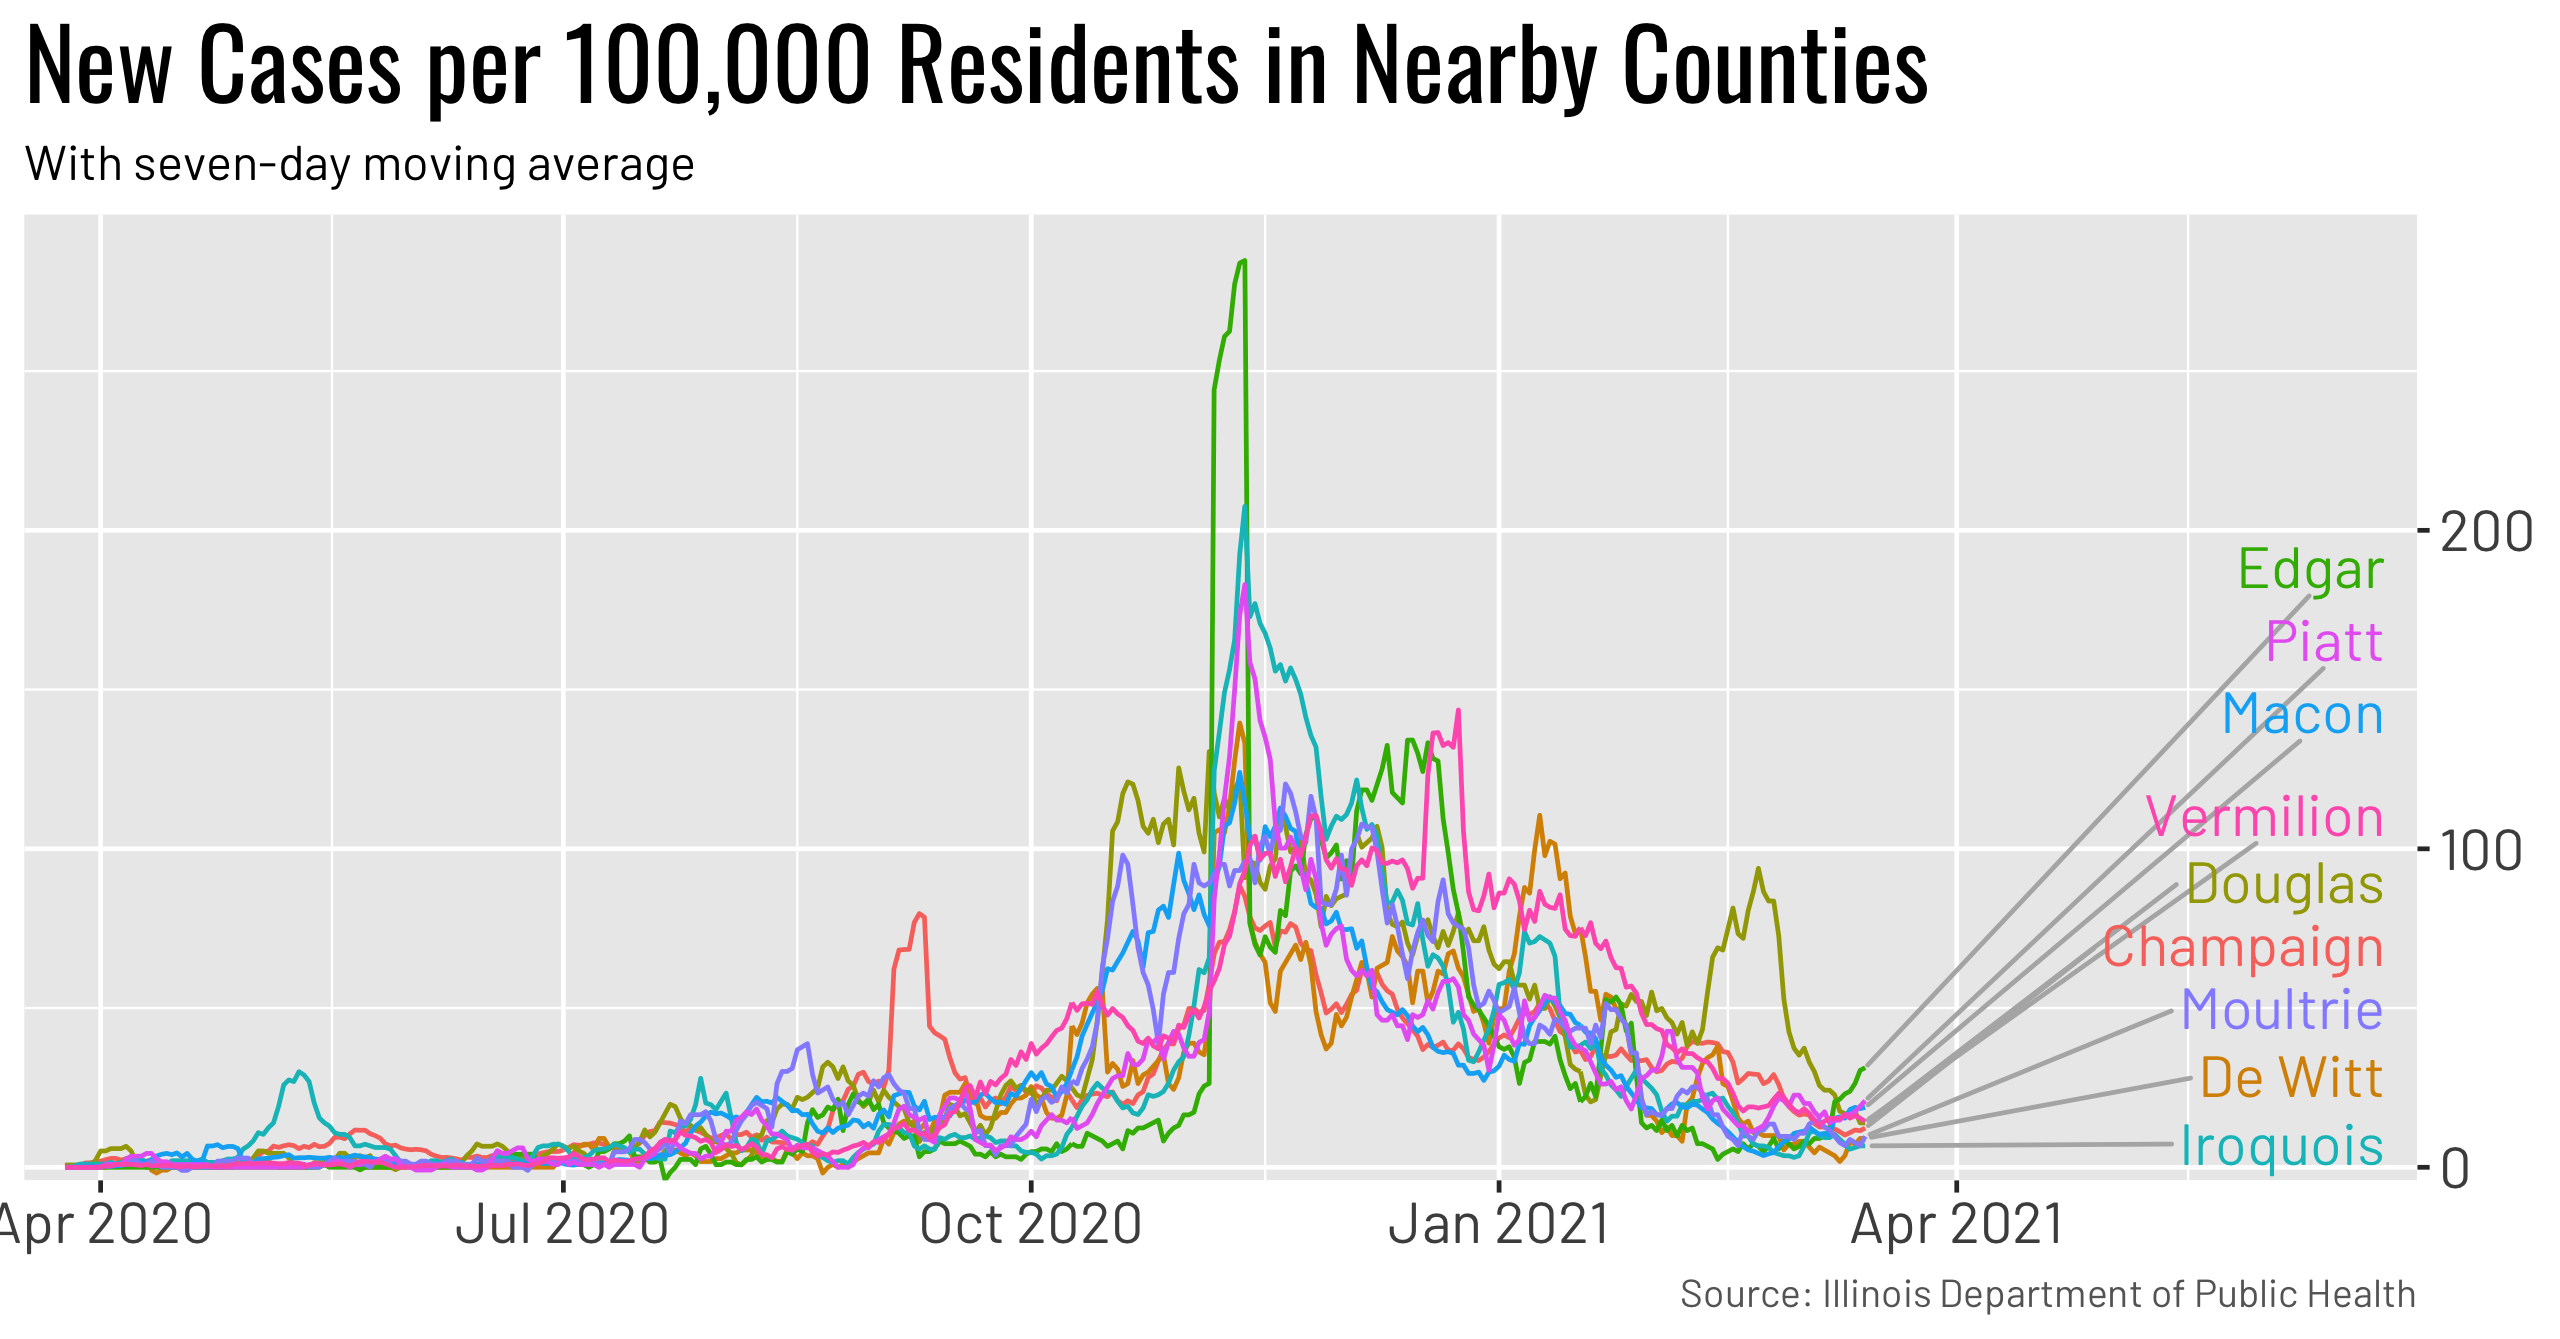 New Cases per 100,000 Residents in Nearby Counties
With seven-day moving average
200
Edgar
Piatt
Macon
Vermilion
100
Douglas
Champaign
Moultrie
De Witt
Iroquois
0
Apr 2020 Jul 2020 Oct 2020 Jan 2021 Apr 2021
Source: Illinois Department of Public Health